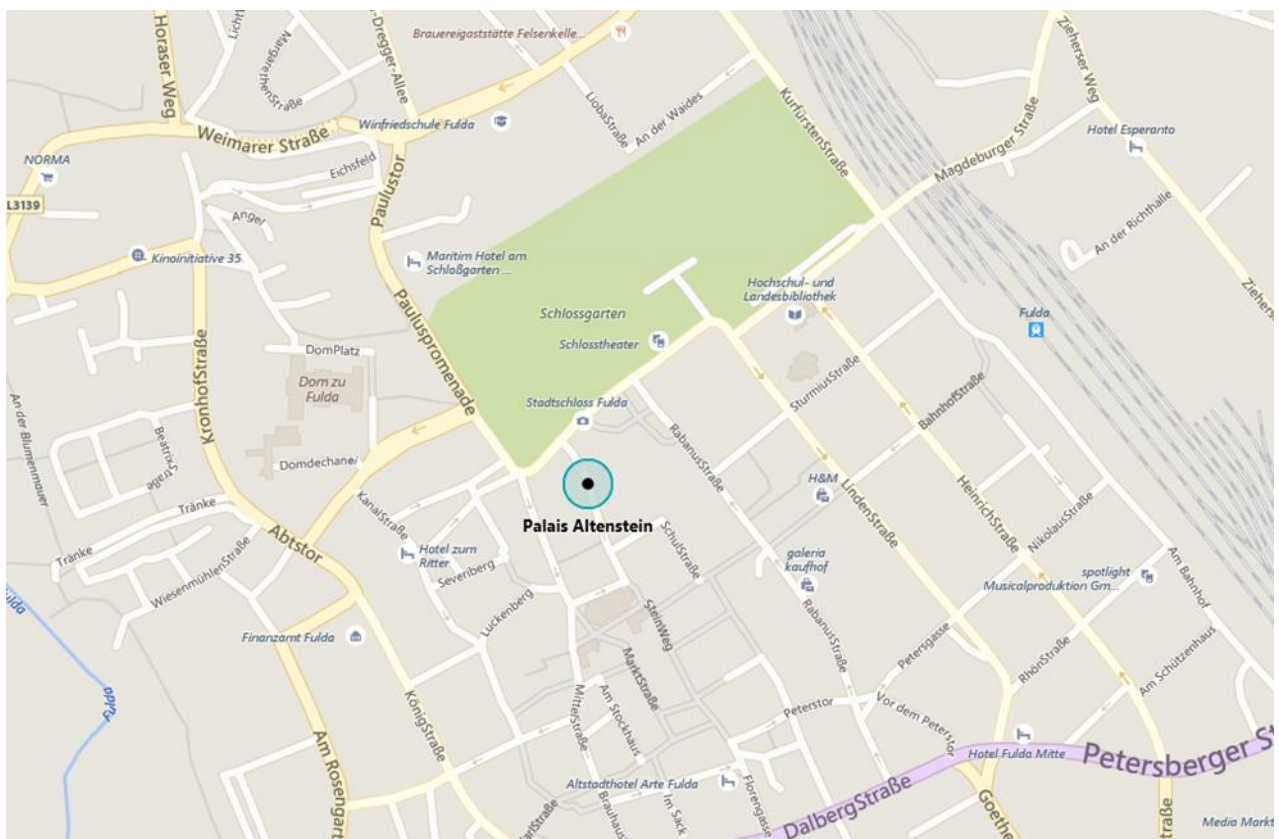 Brauereigaststätte Felsenkelle...
Horaser Weg
MargarethenStraße
-Dregger-Allee
LiobaStraße
An der Waides
KurfürstenStraße
Zieherser Weg
Winfriedschule Fulda
Weimarer Straße
Magdeburger Straße
Hotel Esperanto
NORMA
Eichsfeld
Paulustor
L3139
Angel
An der Richthalle
Kinoinitiative 35
Maritim Hotel am
Schloßgarten ...
Hochschul- und
Landesbibliothek
Pauluspromenade
Schlossgarten
Fulda
KronhofStraße
DomPlatz
Schlosstheater
Dom zu
Fulda
SturmiusStraße
BahnhofStraße
An der Blumenmauer
Stadtschloss Fulda
RabanusStraße
BeatrixStraße
Domdechanei
H&M
LindenStraße
HeinrichStraße
Palais Altenstein
KanalStraße
NikolausStraße
Tränke
Tränke
Abtstor
Hotel zum
Ritter
SchulStraße
galeria
kaufhof
Am Bahnhof
WiesenmühlenStraße
Severiberg
spotlight
Musicalproduktion Gm...
Luckenberg
SteinWeg
RabanusStraße
Finanzamt Fulda
Petersgasse
Am Schützenhaus
MarktStraße
RhönStraße
Fulda
KönigStraße
MittelStraße
Am Stockhaus
Peterstor
Vor dem Peterstor
Am Rosengart
Hotel Fulda Mitte
Petersberger St
Altstadthotel Arte Fulda
DalbergStraße
Goethe
Brauhaus
Im Sack
Florengasse
Media Markt